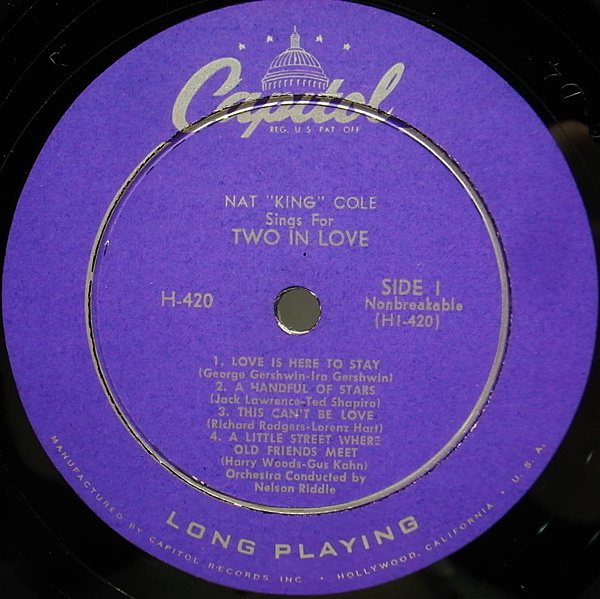 Capitol
REG. U.S. PAT. OFF.
NAT "KING" COLE
Sings For
TWO IN LOVE
H-420
SIDE 1
Nonbreakable
(H1-420)
1. LOVE IS HERE TO STAY
(George Gershwin-Ira Gershwin)
2. A HANDFUL OF STARS
(Jack Lawrence-Ted Shapiro)
3. THIS CAN'T BE LOVE
(Richard Rodgers-Lorenz Hart)
4. A LITTLE STREET WHERE
OLD FRIENDS MEET
(Harry Woods-Gus Kahn)
Orchestra Conducted by
Nelson Riddle
LONG PLAYING
MANUFACTURED BY CAPITOL RECORDS INC. • HOLLYWOOD, CALIFORNIA. • U.S.A.